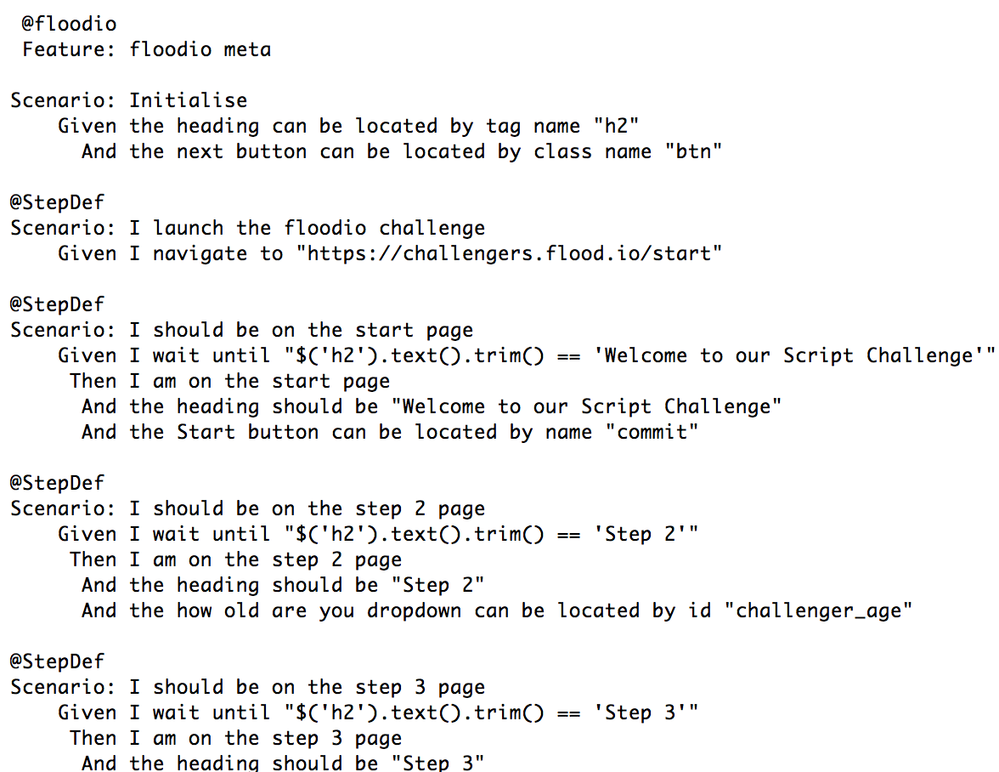 @floodio
Feature: floodio meta
Scenario: Initialise
Given the heading can be located by tag name "h2"
And the next button can be located by class name "btn"
@StepDef
Scenario: I launch the floodio challenge
Given I navigate to "https://challengers.flood.io/start"
@StepDef
Scenario: I should be on the start page
Given I wait until "$('h2').text().trim() == 'Welcome to our Script Challenge'"
Then I am on the start page
And the heading should be "Welcome to our Script Challenge"
And the Start button can be located by name "commit"
@StepDef
Scenario: I should be on the step 2 page
Given I wait until "$('h2').text().trim() == 'Step 2'"
Then I am on the step 2 page
And the heading should be "Step 2"
And the how old are you dropdown can be located by id "challenger_age"
@StepDef
Scenario: I should be on the step 3 page
Given I wait until "$('h2').text().trim() == 'Step 3'"
Then I am on the step 3 page
And the heading should be "Step 3"